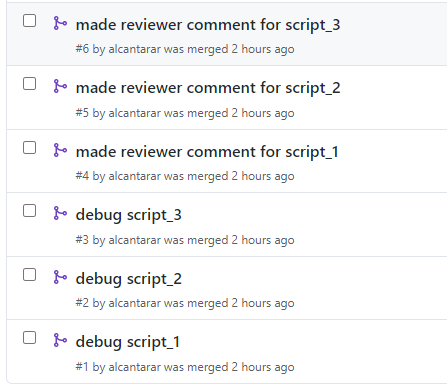 made reviewer comment for script_3
#6 by alcantarar was merged 2 hours ago
made reviewer comment for script_2
#5 by alcantarar was merged 2 hours ago
made reviewer comment for script_1
#4 by alcantarar was merged 2 hours ago
debug script_3
#3 by alcantarar was merged 2 hours ago
debug script_2
#2 by alcantarar was merged 2 hours ago
debug script_1
#1 by alcantarar was merged 2 hours ago